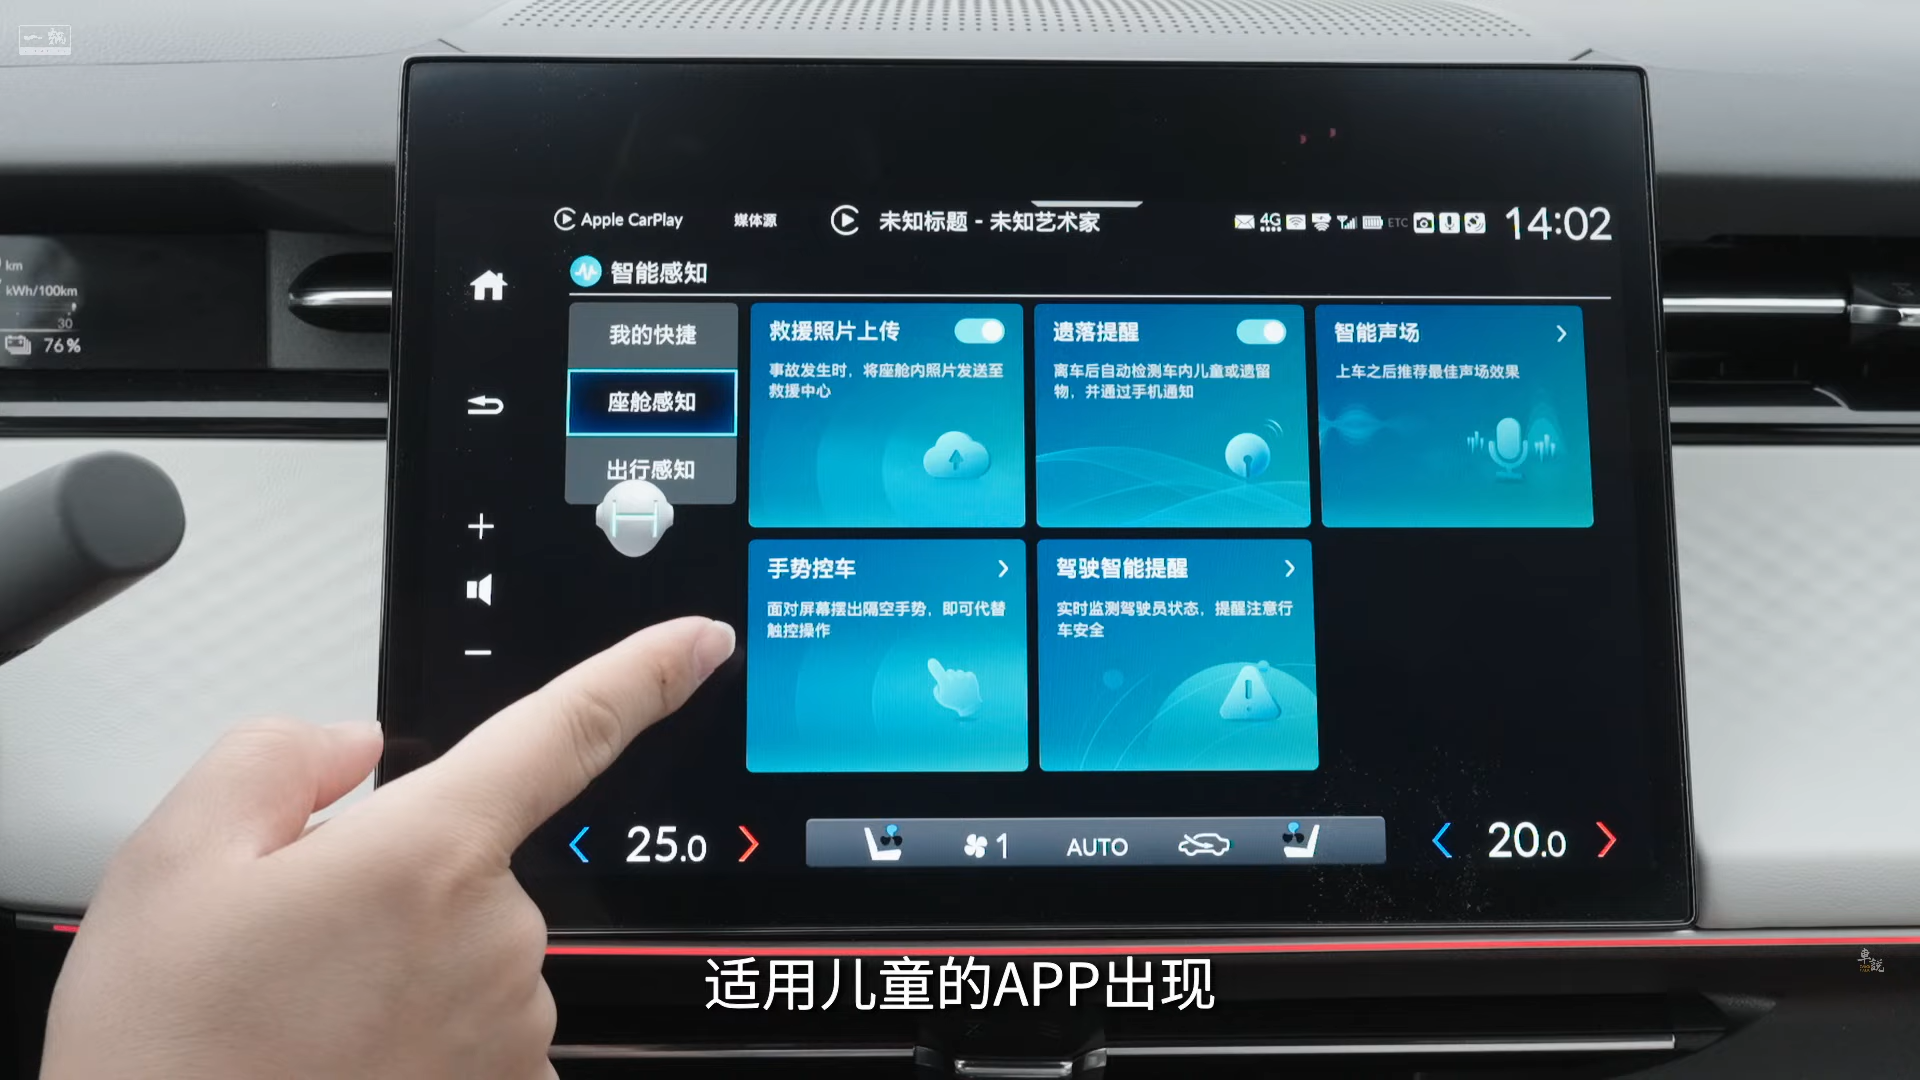 一說
Apple CarPlay
媒体源
未知标题 - 未知艺术家
4G
ETC
14:02
智能感知
km
kWh/100km
30
76%
我的快捷
座舱感知
出行感知
救援照片上传
事故发生时，将座舱内照片发送至
救援中心
遗落提醒
离车后自动检测车内儿童或遗留
物，并通过手机通知
智能声场
上车之后推荐最佳声场效果
手势控车
面对屏幕摆出隔空手势，即可代替
触控操作
驾驶智能提醒
实时监测驾驶员状态，提醒注意行
车安全
25.0
1
AUTO
20.0
适用儿童的APP出现
車說